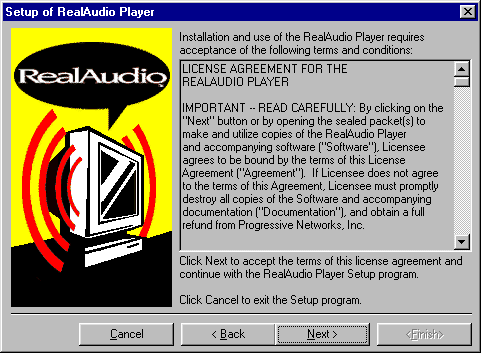 Setup of RealAudio Player
RealAudio
Installation and use of the RealAudio Player requires
acceptance of the following terms and conditions:
LICENSE AGREEMENT FOR THE
REALAUDIO PLAYER
IMPORTANT -- READ CAREFULLY: By clicking on the
"Next" button or by opening the sealed packet(s) to
make and utilize copies of the RealAudio Player
and accompanying software ("Software"), Licensee
agrees to be bound by the terms of this License
Agreement ("Agreement").  If Licensee does not agree
to the terms of this Agreement, Licensee must promptly
destroy all copies of the Software and accompanying
documentation ("Documentation"), and obtain a full
refund from Progressive Networks, Inc.
Click Next to accept the terms of this license agreement and
continue with the RealAudio Player Setup program.
Click Cancel to exit the Setup program.
Cancel
< Back
Next >
<Finish>